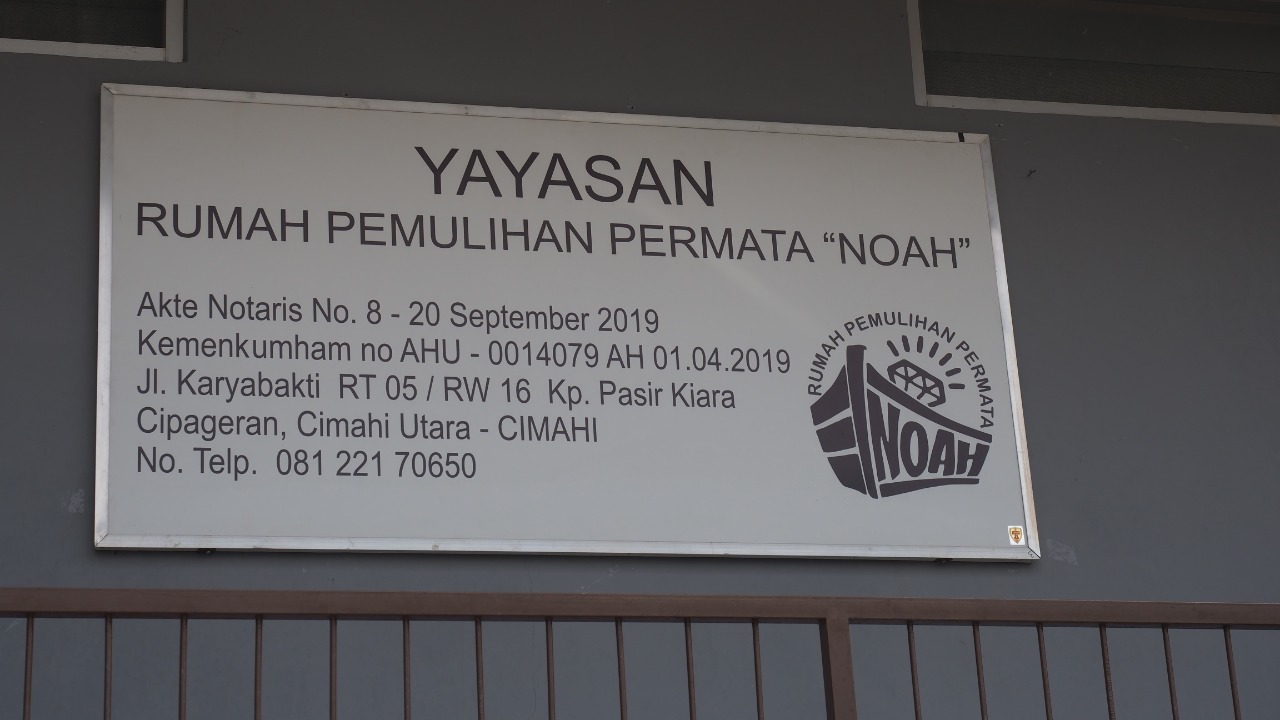 YAYASAN
RUMAH PEMULIHAN PERMATA “NOAH”
Akte Notaris No. 8 - 20 September 2019
Kemenkumham no AHU - 0014079 AH 01.04.2019
Jl. Karyabakti RT 05 / RW 16 Kp. Pasir Kiara
Cipageran, Cimahi Utara - CIMAHI
No. Telp. 081 221 70650
RUMAH PEMULIHAN PERMATA
NOAH